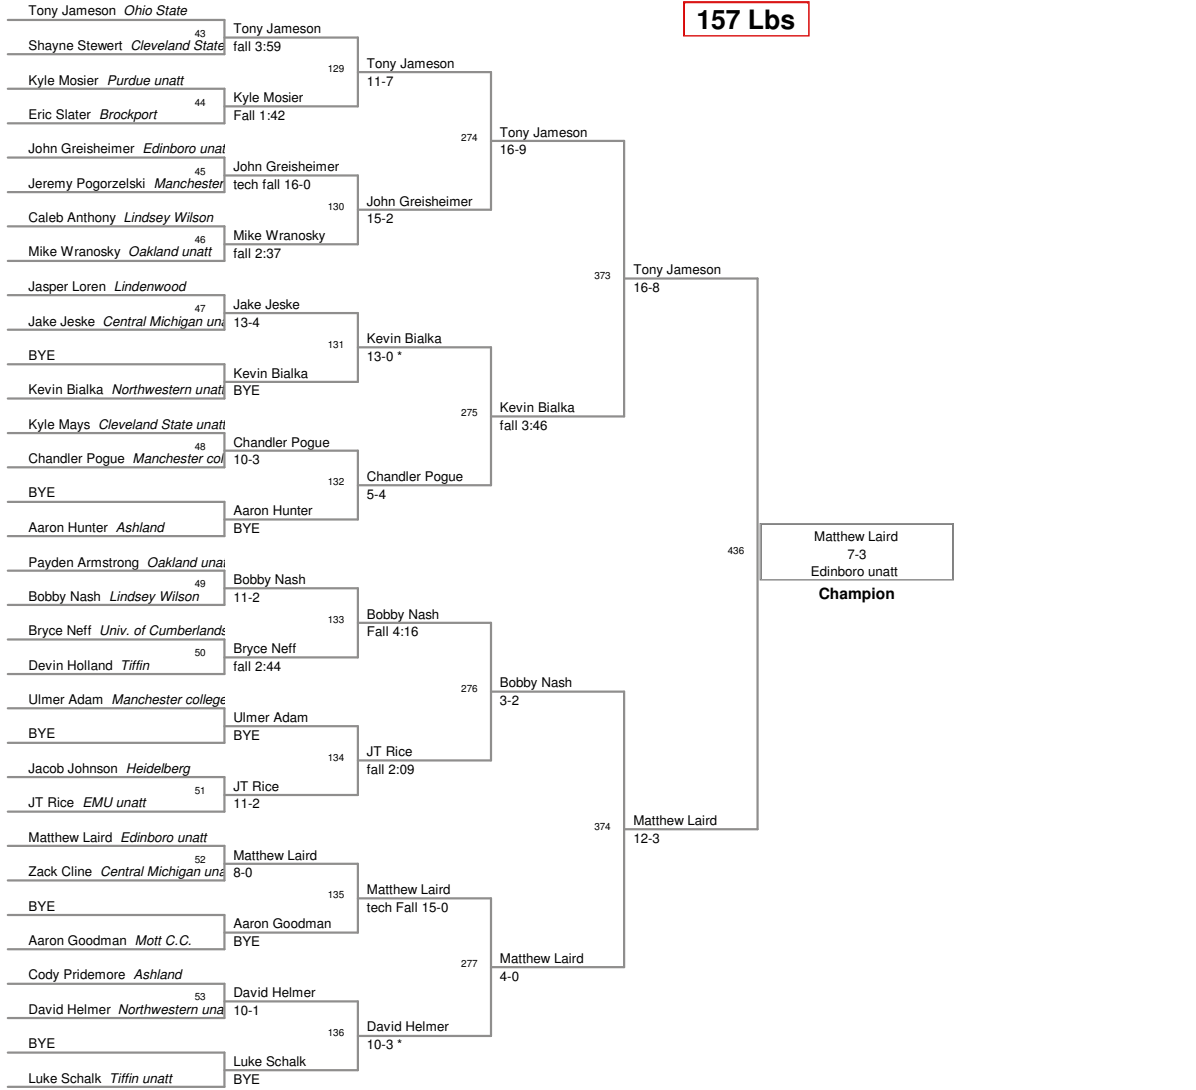 157 Lbs
Tony Jameson Ohio State
43
Shayne Stewert Cleveland State
Kyle Mosier Purdue unatt
44
Eric Slater Brockport
John Greisheimer Edinboro unat
45
Jeremy Pogorzelski Manchester
Caleb Anthony Lindsey Wilson
46
Mike Wranosky Oakland unatt
Jasper Loren Lindenwood
47
Jake Jeske Central Michigan una
BYE
Kevin Bialka Northwestern unatt
Kyle Mays Cleveland State unatt
48
Chandler Pogue Manchester col
BYE
Aaron Hunter Ashland
Payden Armstrong Oakland unat
49
Bobby Nash Lindsey Wilson
Bryce Neff Univ. of Cumberlands
50
Devin Holland Tiffin
Ulmer Adam Manchester college
BYE
Jacob Johnson Heidelberg
51
JT Rice EMU unatt
Matthew Laird Edinboro unatt
52
Zack Cline Central Michigan una
BYE
Aaron Goodman Mott C.C.
Cody Pridemore Ashland
53
David Helmer Northwestern una
BYE
Luke Schalk Tiffin unatt
Tony Jameson
fall 3:59
129
Kyle Mosier
Fall 1:42
John Greisheimer
tech fall 16-0
130
Mike Wranosky
fall 2:37
Jake Jeske
13-4
131
Kevin Bialka
BYE
Chandler Pogue
10-3
132
Aaron Hunter
BYE
Bobby Nash
11-2
133
Bryce Neff
fall 2:44
Ulmer Adam
BYE
134
JT Rice
11-2
Matthew Laird
8-0
135
Aaron Goodman
BYE
David Helmer
10-1
136
Luke Schalk
BYE
Tony Jameson
11-7
274
John Greisheimer
15-2
Kevin Bialka
13-0 *
275
Chandler Pogue
5-4
Bobby Nash
Fall 4:16
276
JT Rice
fall 2:09
Matthew Laird
tech Fall 15-0
277
David Helmer
10-3 *
Tony Jameson
16-9
373
Kevin Bialka
fall 3:46
Bobby Nash
3-2
374
Matthew Laird
4-0
Tony Jameson
16-8
436
Matthew Laird
12-3
Matthew Laird
7-3
Edinboro unatt
Champion